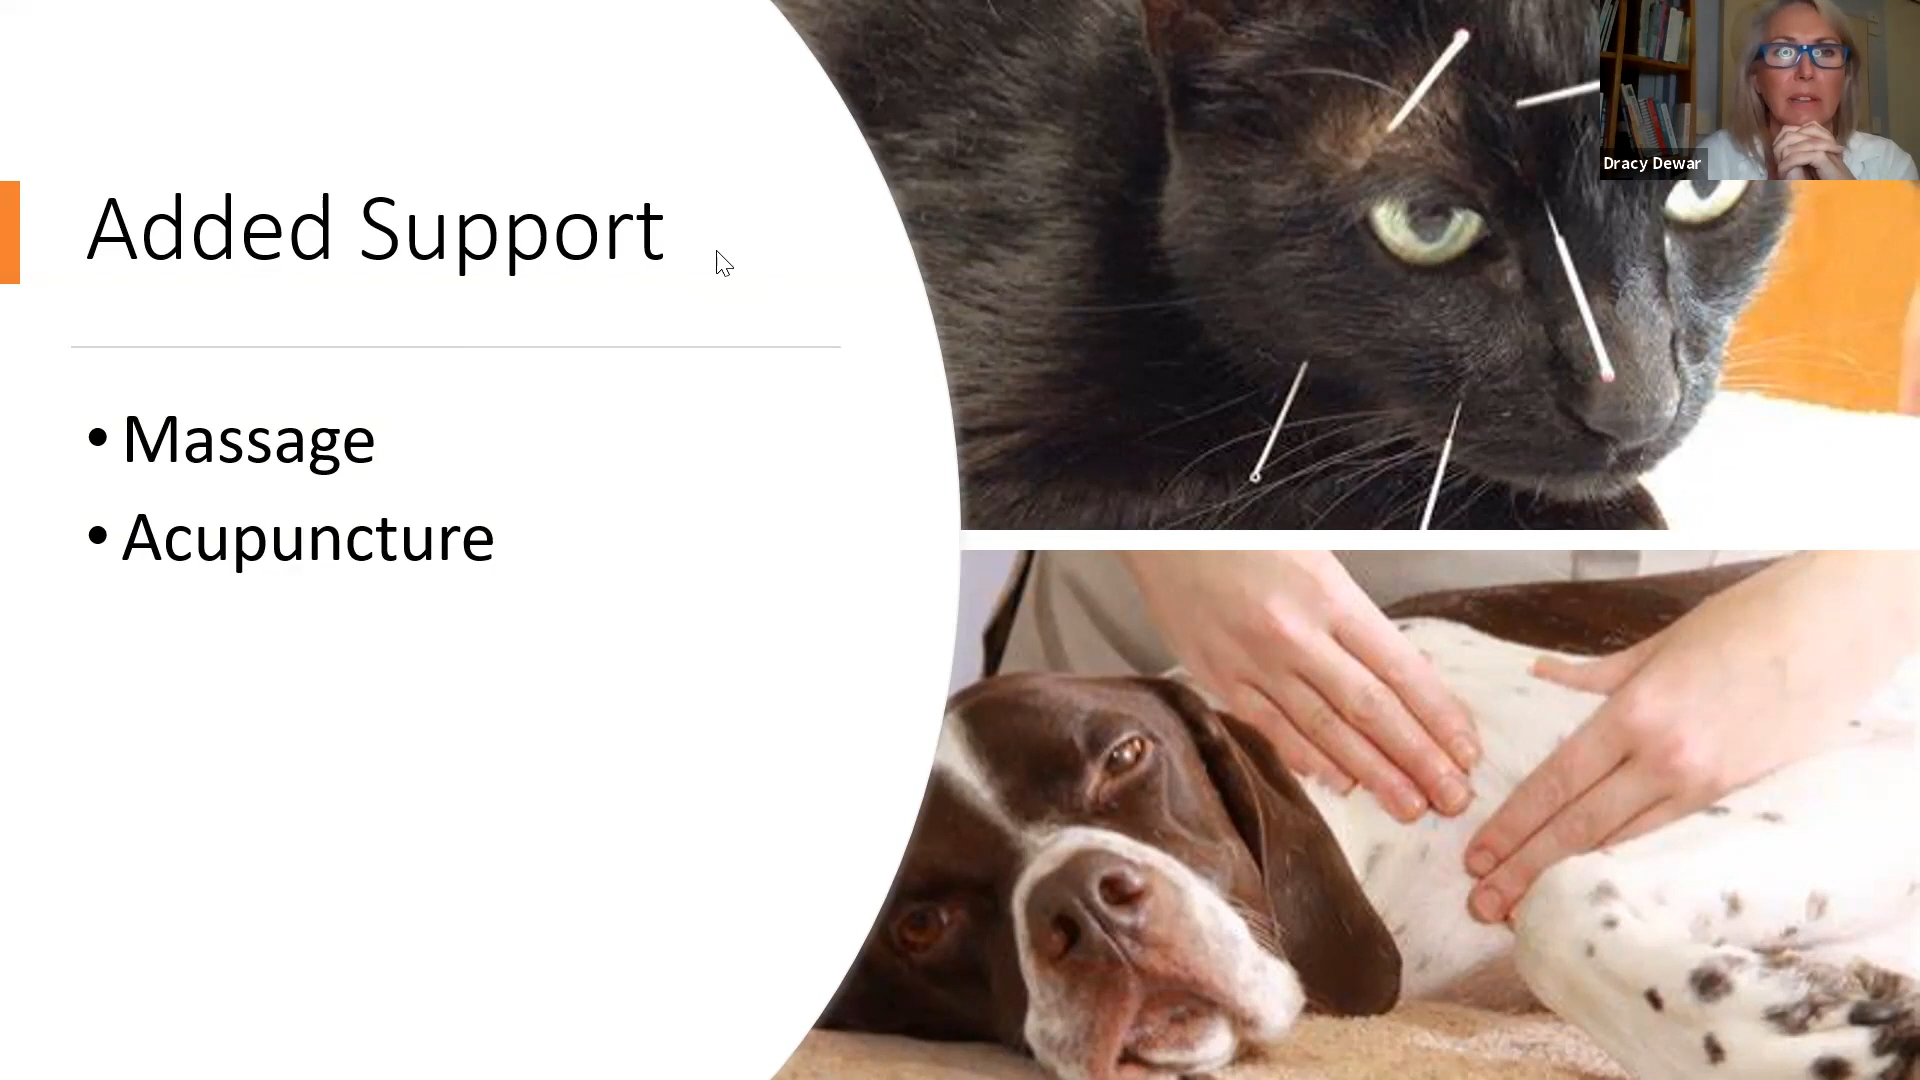 Added Support
• Massage
• Acupuncture
Dracy Dewar